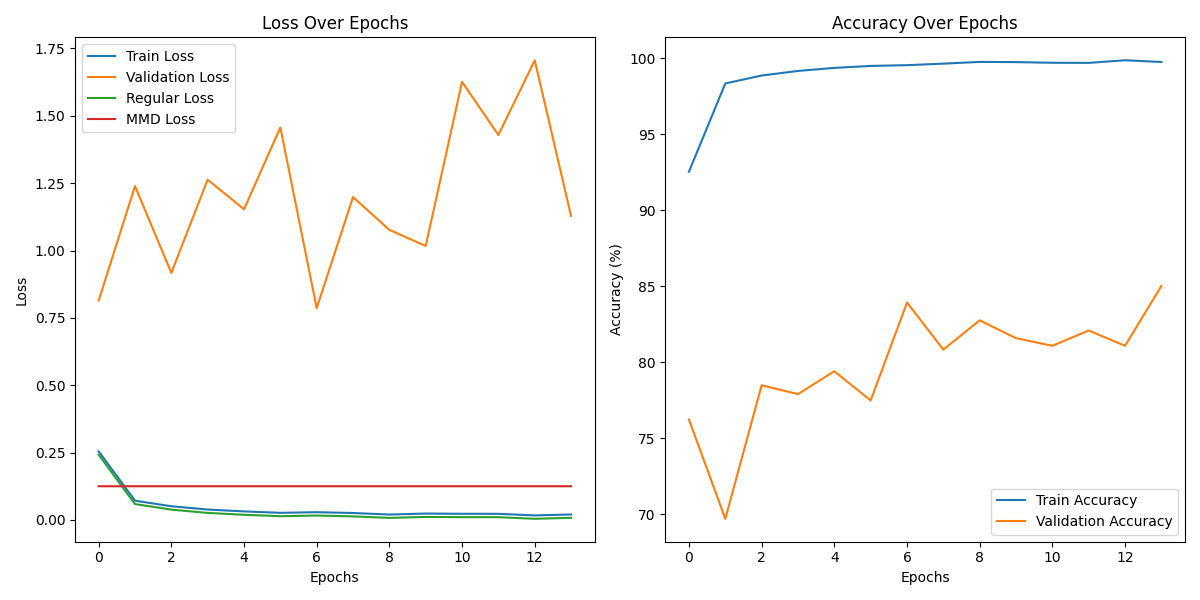 Loss Over Epochs
Train Loss
Validation Loss
Regular Loss
MMD Loss
1.75
1.50
1.25
1.00
0.75
0.50
0.25
0.00
Loss
0 2 4 6 8 10 12
Epochs
Accuracy Over Epochs
100
95
90
85
80
75
70
Accuracy (%)
Train Accuracy
Validation Accuracy
0 2 4 6 8 10 12
Epochs